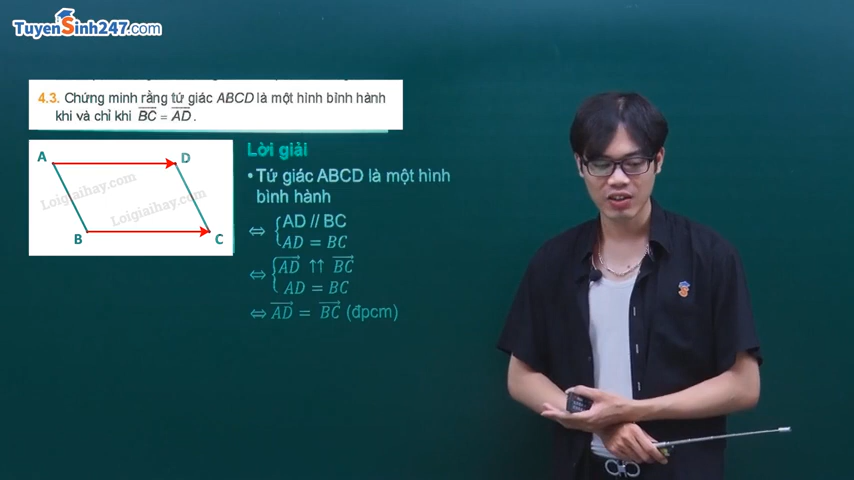 TuyenSinh247.com
4.3. Chứng minh rằng tứ giác ABCD là một hình bình hành
khi và chỉ khi \overrightarrow{BC} = \overrightarrow{AD}.
A
D
B
C
Loigiaihay.com
Loigiaihay.com
Lời giải
• Tứ giác ABCD là một hình
bình hành
⇔ { AD // BC
AD = BC
⇔ { \overrightarrow{AD} ↑↑ \overrightarrow{BC}
AD = BC
⇔ \overrightarrow{AD} = \overrightarrow{BC} (đpcm)